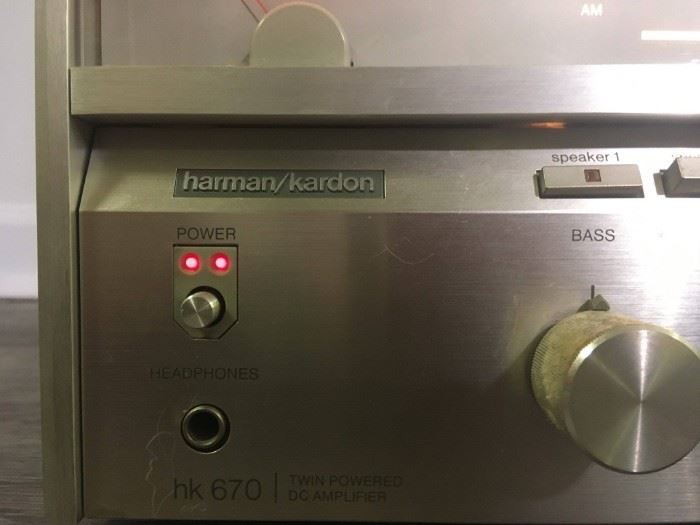 AM
harman/kardon
speaker 1
POWER
BASS
HEADPHONES
hk 670
TWIN POWERED
DC AMPLIFIER